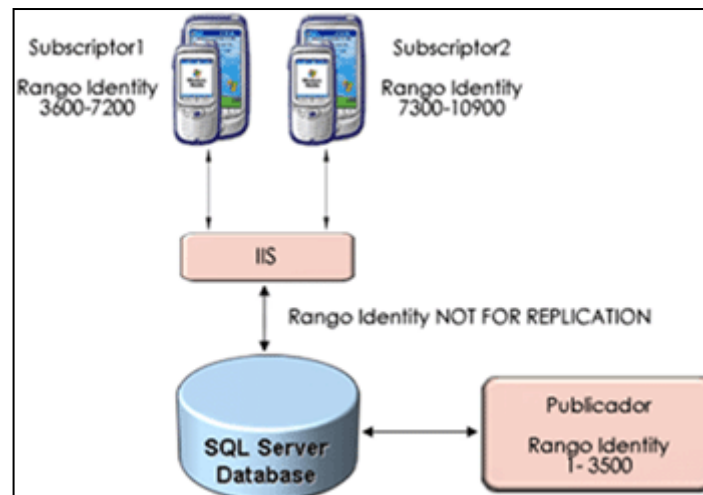 Subscriptor1
Rango Identity
3600-7200
Subscriptor2
Rango Identity
7300-10900
IIS
Rango Identity NOT FOR REPLICATION
SQL Server
Database
Publicador
Rango Identity
1- 3500